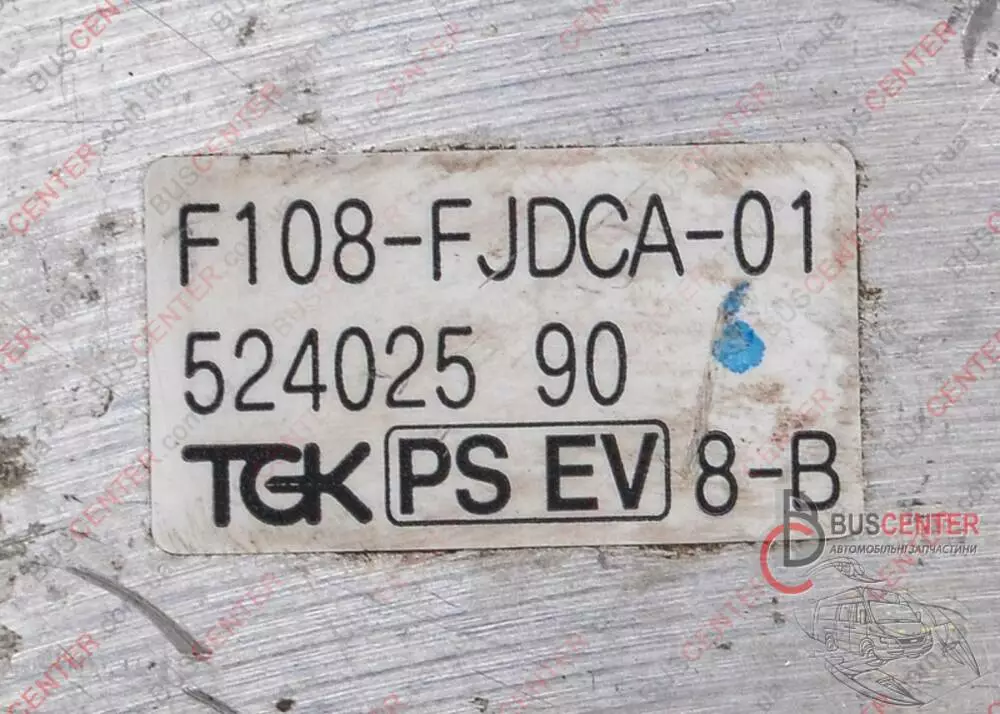 F108-FJDCA-01
524025 90
TGK PS EV 8-B
BUSCENTER
АВТОМОБІЛЬНІ ЗАПЧАСТИНИ